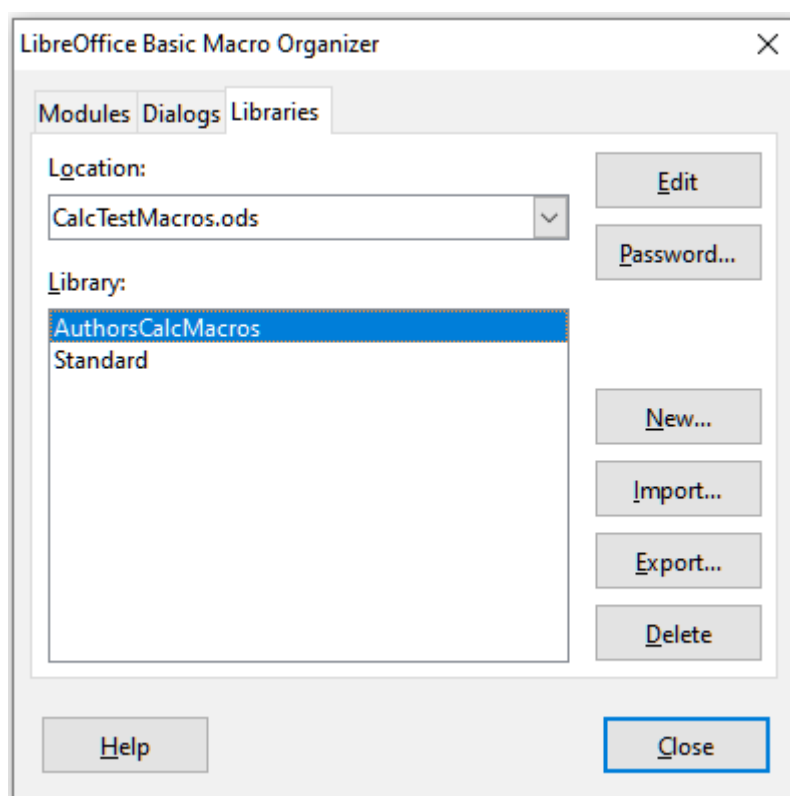 LibreOffice Basic Macro Organizer
Modules Dialogs Libraries
Location:
Edit
CalcTestMacros.ods
Password...
Library:
AuthorsCalcMacros
Standard
New...
Import...
Export...
Delete
Help
Close